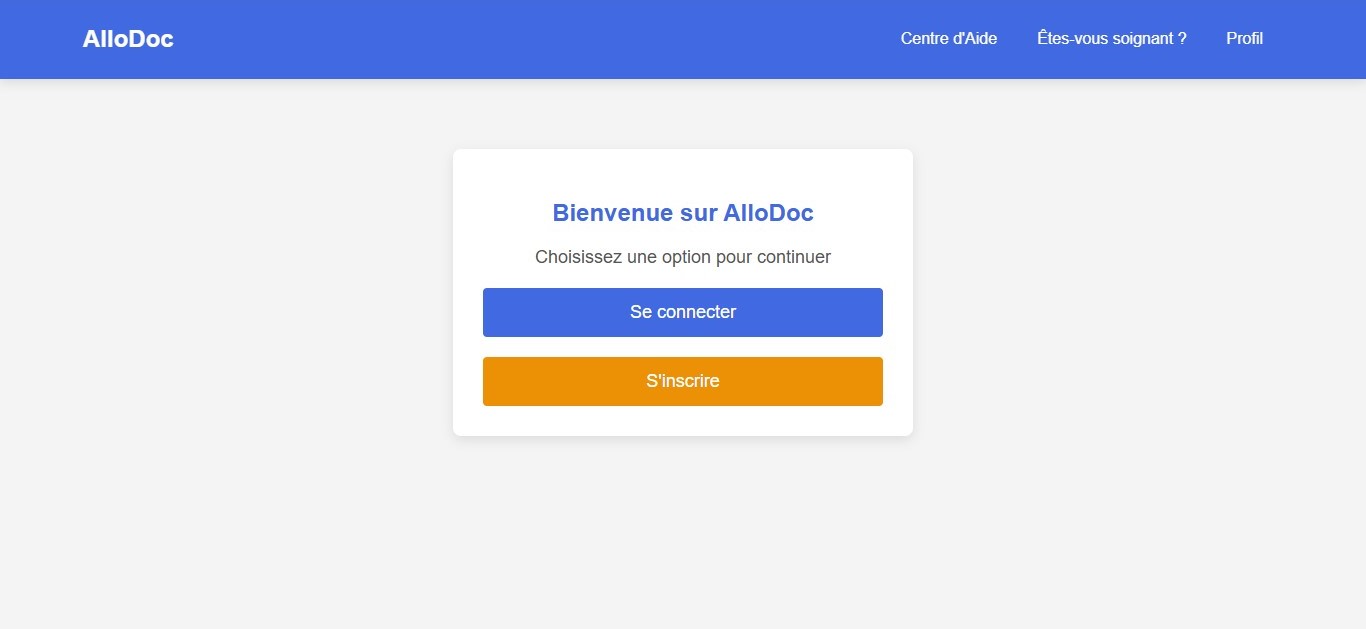 AlloDoc
Centre d'Aide
Êtes-vous soignant ?
Profil
Bienvenue sur AlloDoc
Choisissez une option pour continuer
Se connecter
S'inscrire